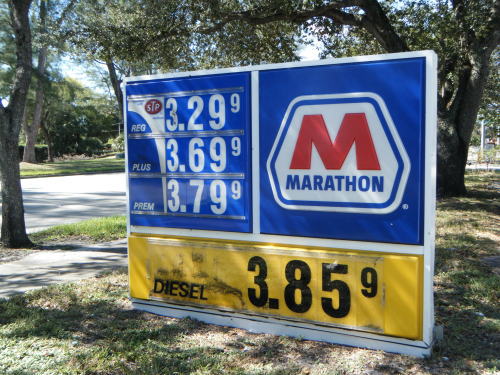 STP
REG 3.29 9
PLUS 3.69 9
PREM 3.79 9
M
MARATHON ®
DIESEL 3.85 9